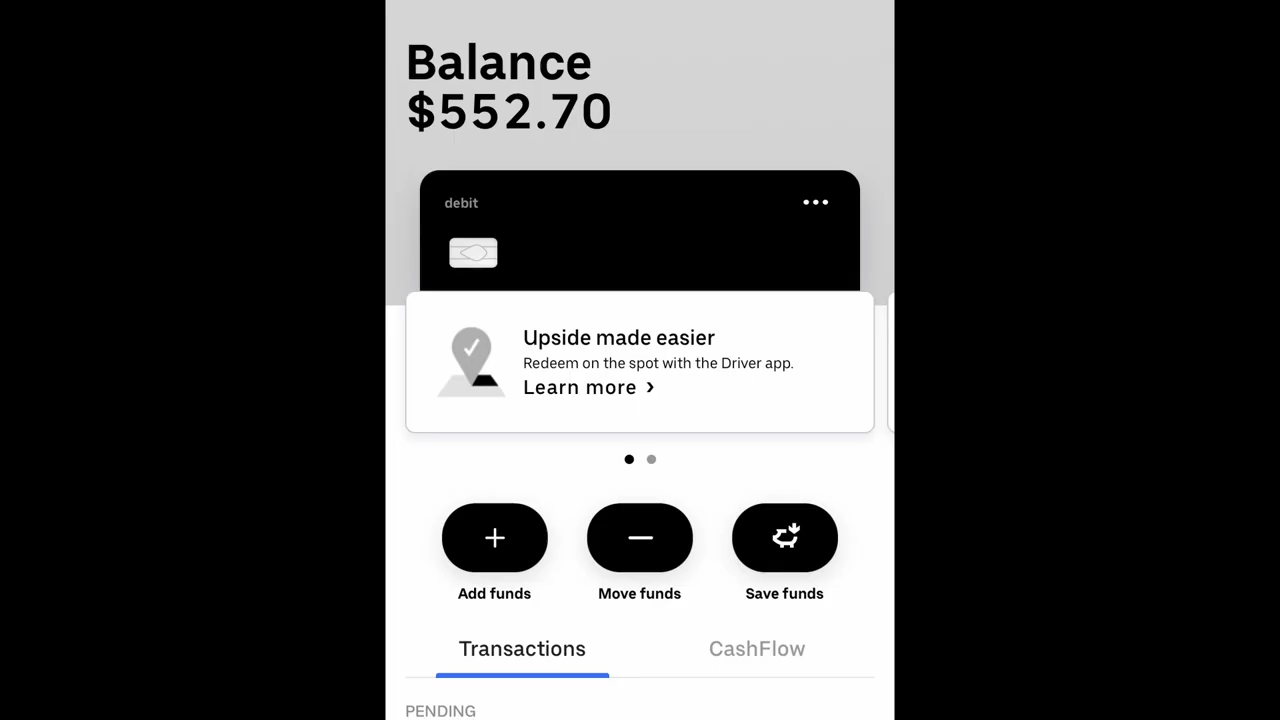 Balance
$552.70
debit
Upside made easier
Redeem on the spot with the Driver app.
Learn more ›
Add funds
Move funds
Save funds
Transactions
CashFlow
PENDING